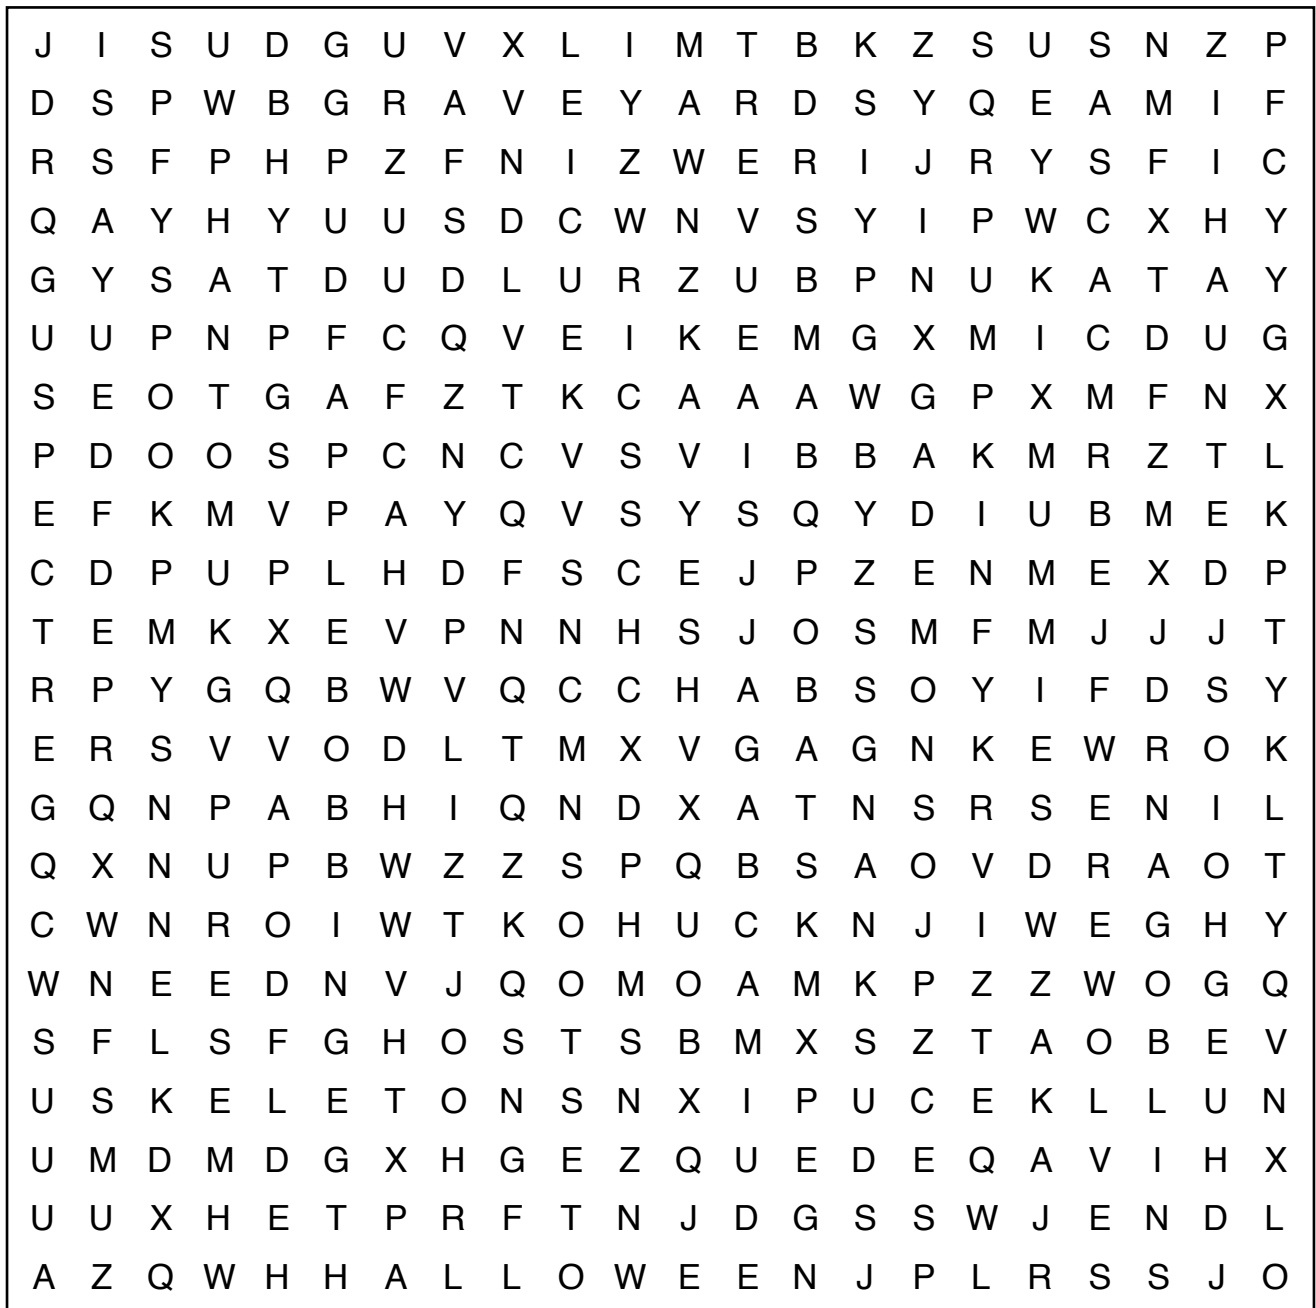 J I S U D G U V X L I M T B K Z S U S N Z P
D S P W B G R A V E Y A R D S Y Q E A M I F
R S F P H P Z F N I Z W E R I J R Y S F I C
Q A Y H Y U U S D C W N V S Y I P W C X H Y
G Y S A T D U D L U R Z U B P N U K A T A Y
U U P N P F C Q V E I K E M G X M I C D U G
S E O T G A F Z T K C A A A W G P X M F N X
P D O O S P C N C V S V I B B A K M R Z T L
E F K M V P A Y Q V S Y S Q Y D I U B M E K
C D P U P L H D F S C E J P Z E N M E X D P
T E M K X E V P N N H S J O S M F M J J J T
R P Y G Q B W V Q C C H A B S O Y I F D S Y
E R S V V O D L T M X V G A G N K E W R O K
G Q N P A B H I Q N D X A T N S R S E N I L
Q X N U P B W Z Z S P Q B S A O V D R A O T
C W N R O I W T K O H U C K N J I W E G H Y
W N E E D N V J Q O M O A M K P Z Z W O G Q
S F L S F G H O S T S B M X S Z T A O B E V
U S K E L E T O N S N X I P U C E K L L U N
U M D M D G X H G E Z Q U E D E Q A V I H X
U U X H E T P R F T N J D G S S W J E N D L
A Z Q W H H A L L O W E E N J P L R S S J O